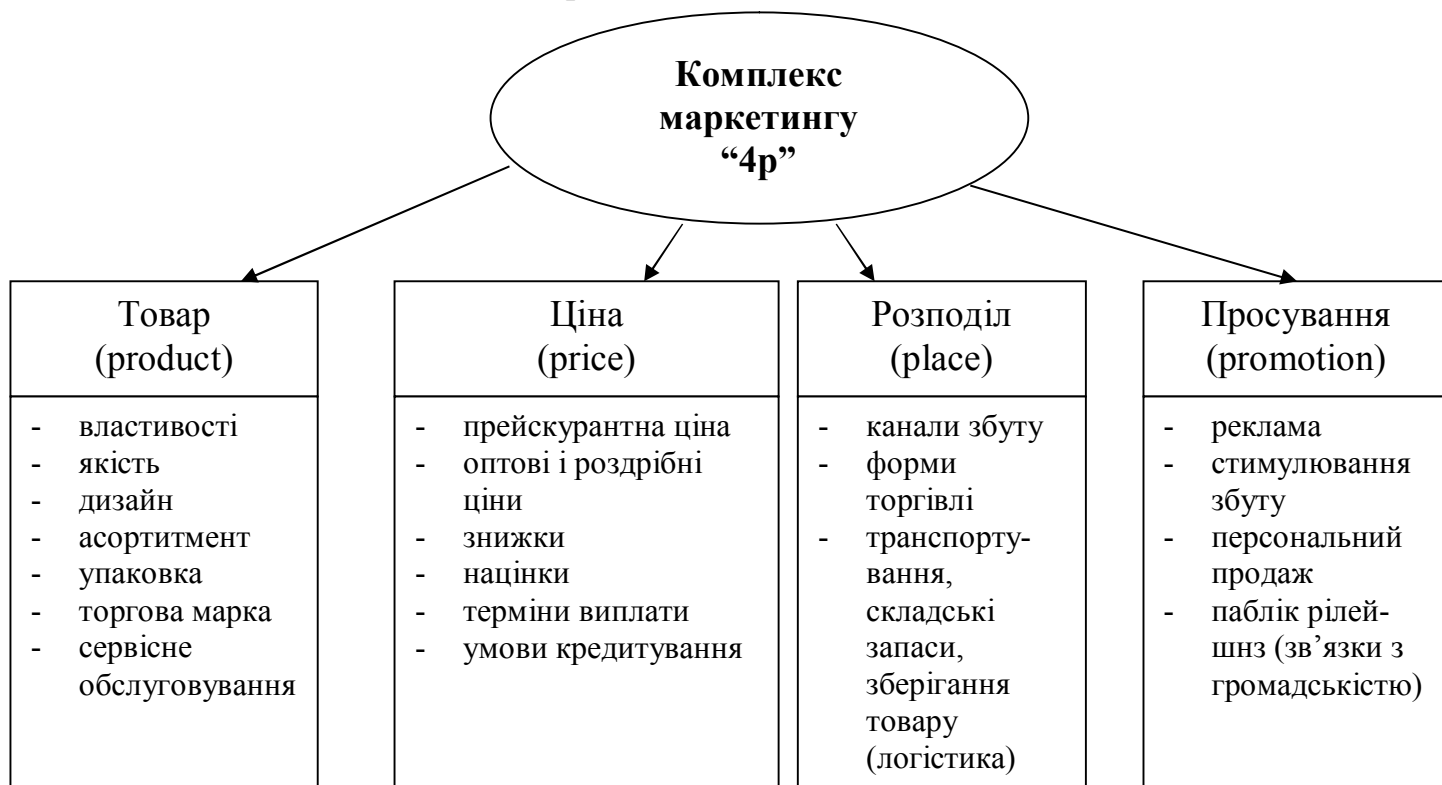 Комплекс
маркетингу
“4р”
Товар
(product)
- властивості
- якість
- дизайн
- асортитмент
- упаковка
- торгова марка
- сервісне
обслуговування
Ціна
(price)
- прейскурантна ціна
- оптові і роздрібні
ціни
- знижки
- націнки
- терміни виплати
- умови кредитування
Розподіл
(place)
- канали збуту
- форми
торгівлі
- транспорту-
вання,
складські
запаси,
зберігання
товару
(логістика)
Просування
(promotion)
- реклама
- стимулювання
збуту
- персональний
продаж
- паблік рілей-
шнз (зв’язки з
громадськістю)